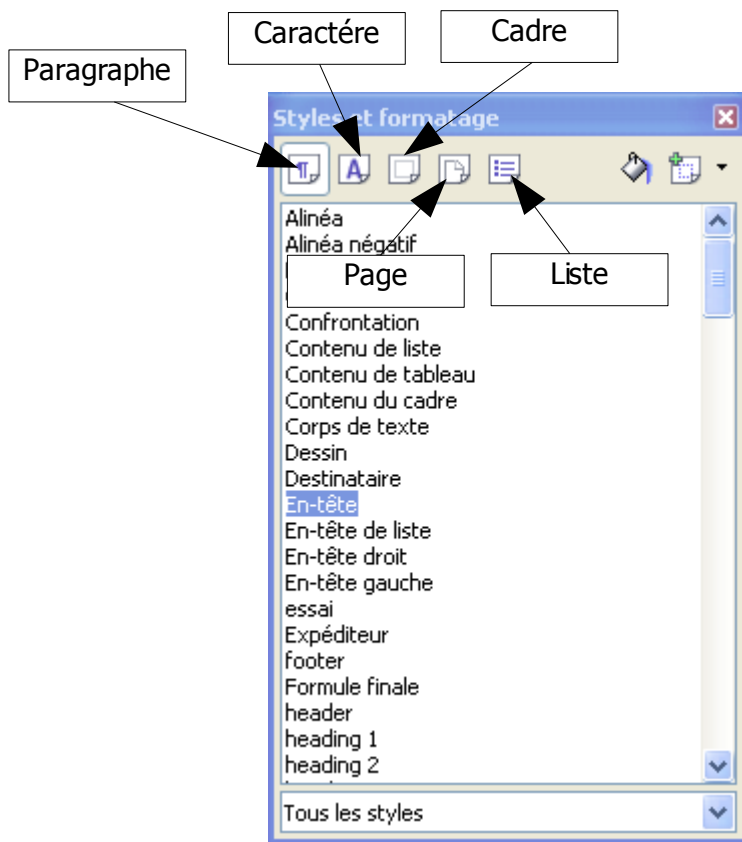 Caractére
Cadre
Paragraphe
Styles et formatage
Alinéa
Alinéa négatif
Page
Liste
Confrontation
Contenu de liste
Contenu de tableau
Contenu du cadre
Corps de texte
Dessin
Destinataire
En-tête
En-tête de liste
En-tête droit
En-tête gauche
essai
Expéditeur
footer
Formule finale
header
heading 1
heading 2
Tous les styles